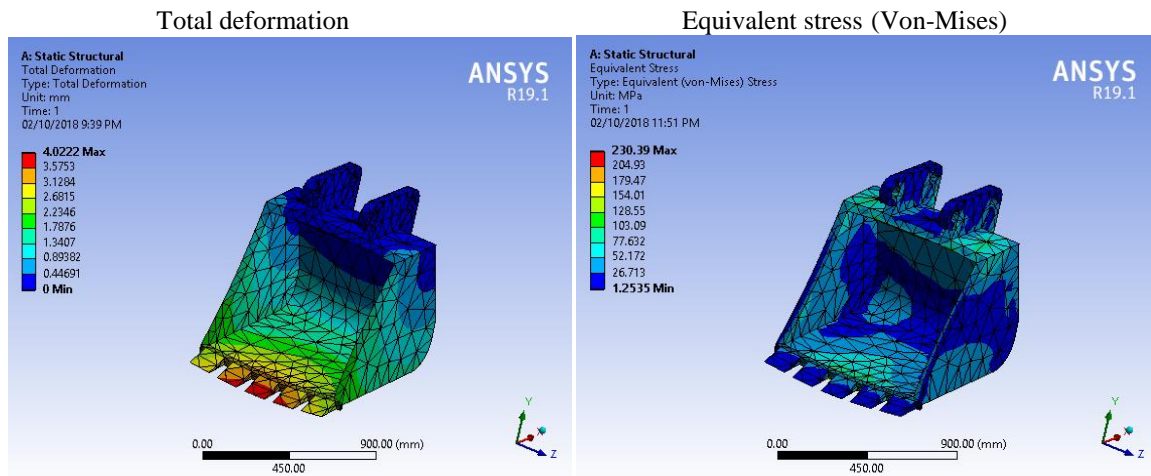 Total deformation
A: Static Structural
Total Deformation
Type: Total Deformation
Unit: mm
Time: 1
02/10/2018 9:39 PM
ANSYS
R19.1
4.0222 Max
3.5753
3.1284
2.6815
2.2346
1.7876
1.3407
0.89382
0.44691
0 Min
0.00
900.00 (mm)
450.00
Y
X
Z
Equivalent stress (Von-Mises)
A: Static Structural
Equivalent Stress
Type: Equivalent (von-Mises) Stress
Unit: MPa
Time: 1
02/10/2018 11:51 PM
ANSYS
R19.1
230.39 Max
204.93
179.47
154.01
128.55
103.09
77.632
52.172
26.713
1.2535 Min
0.00
900.00 (mm)
450.00
Y
X
Z